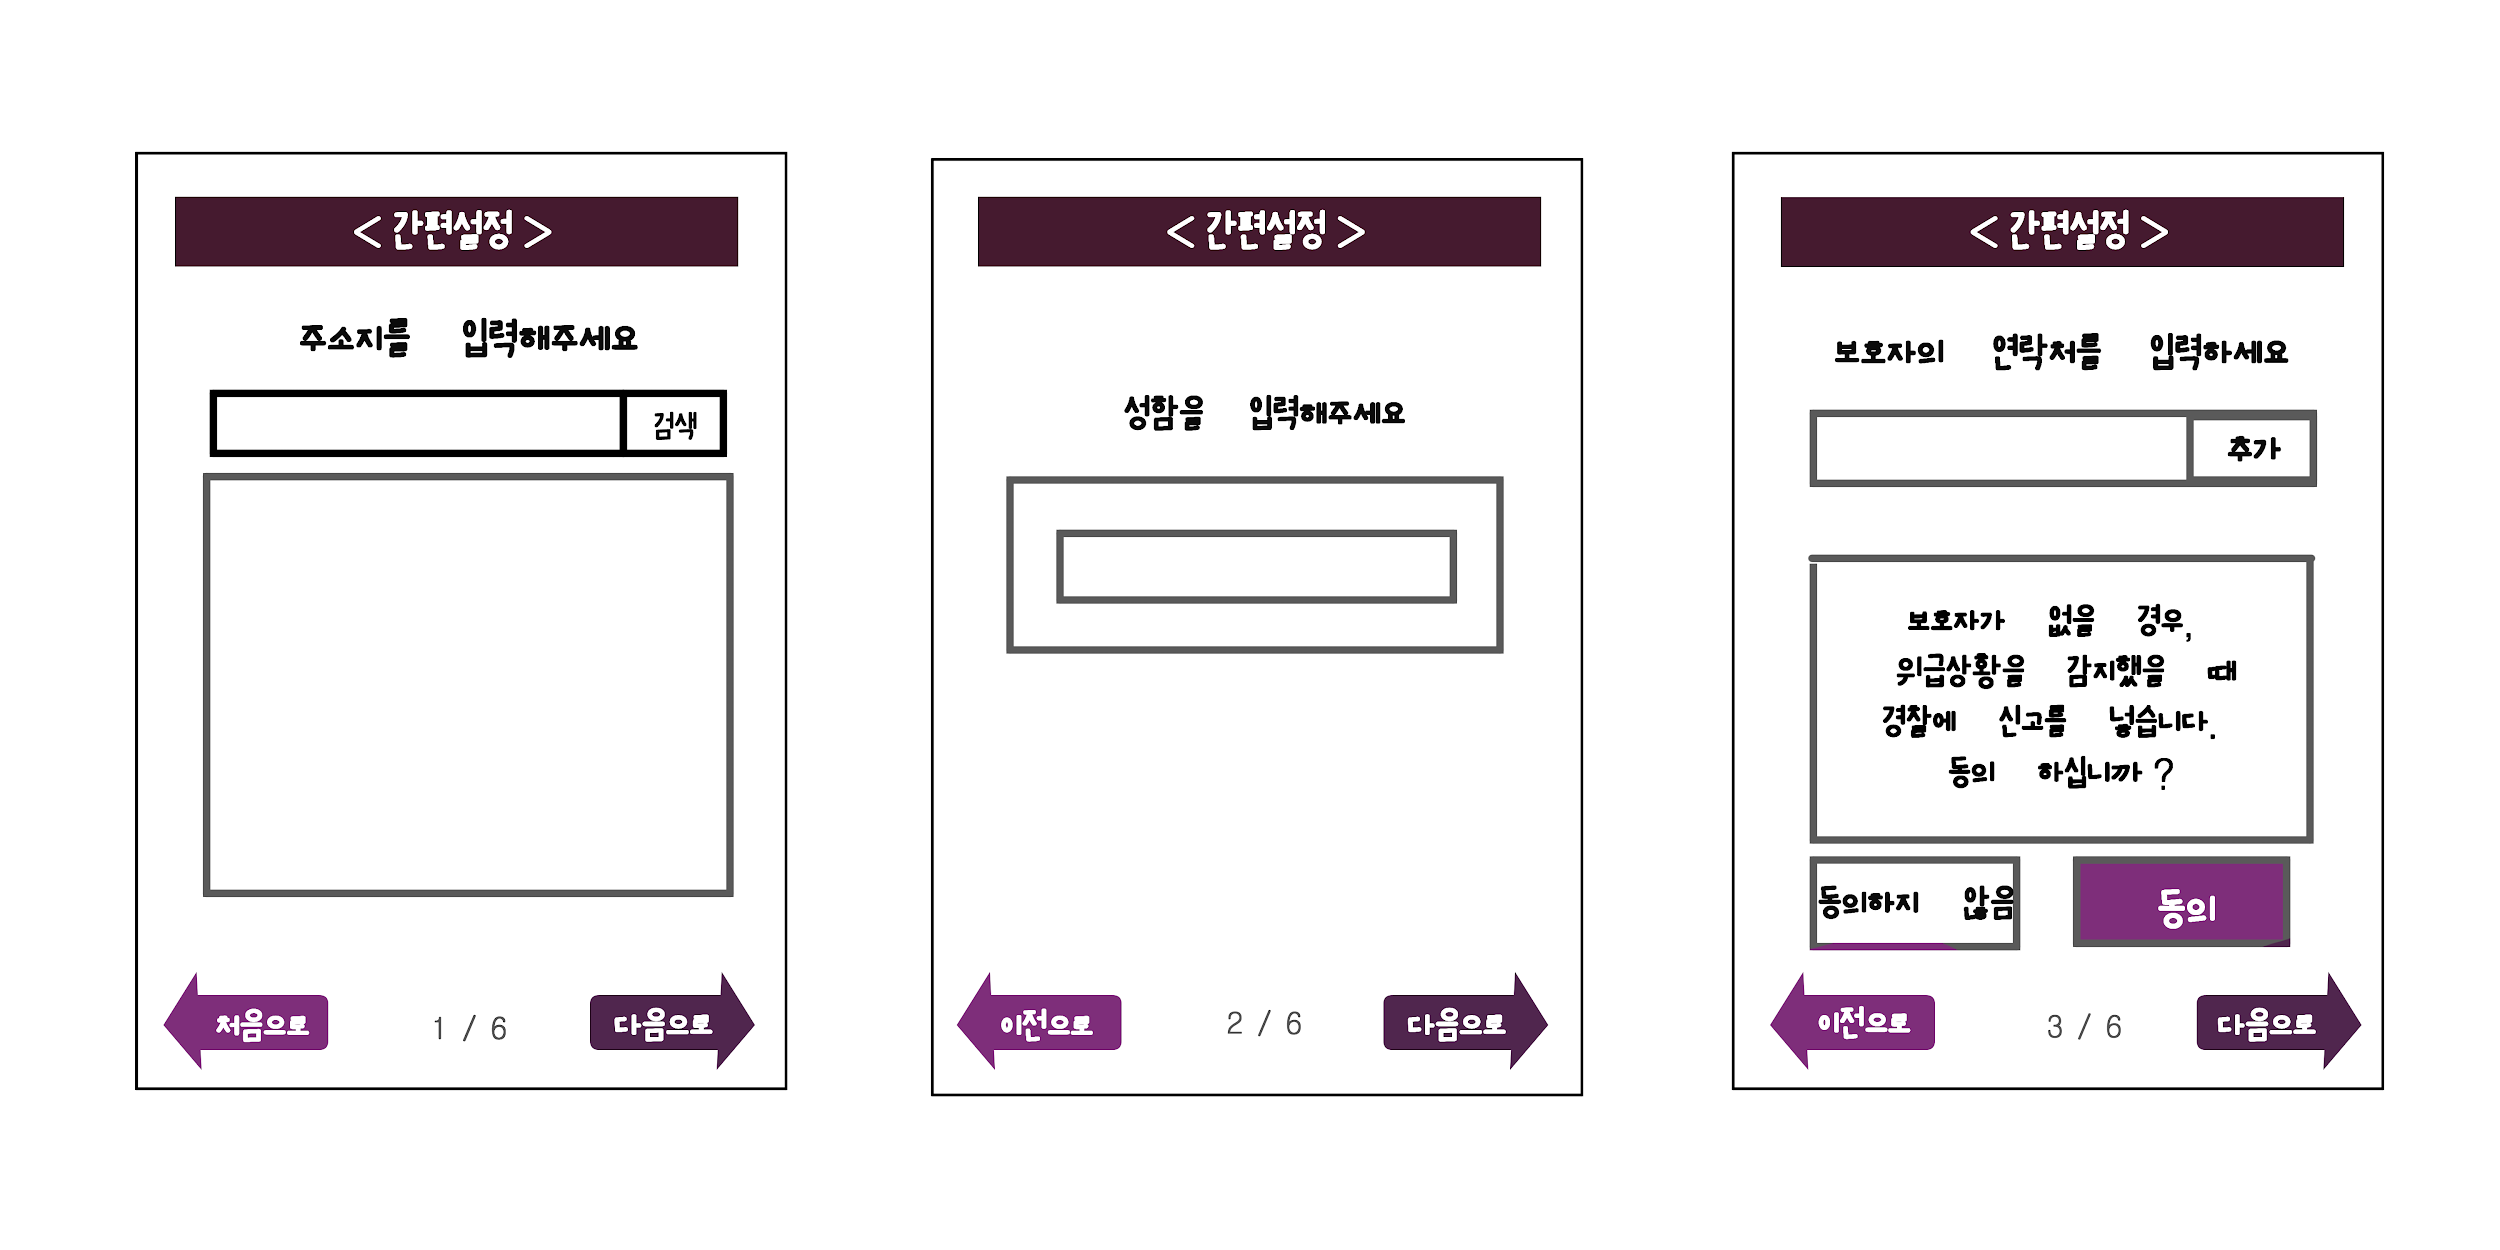 <간편설정>
주소지를 입력해주세요
검색
처음으로
1 / 6
다음으로
<간편설정>
성함을 입력해주세요
이전으로
2 / 6
다음으로
<간편설정>
보호자의 연락처를 입력하세요
추가
보호자가 없을 경우,
위급상황을 감지했을 때
경찰에 신고를 넣습니다.
동의 하십니까?
동의하지 않음
동의
이전으로
3 / 6
다음으로